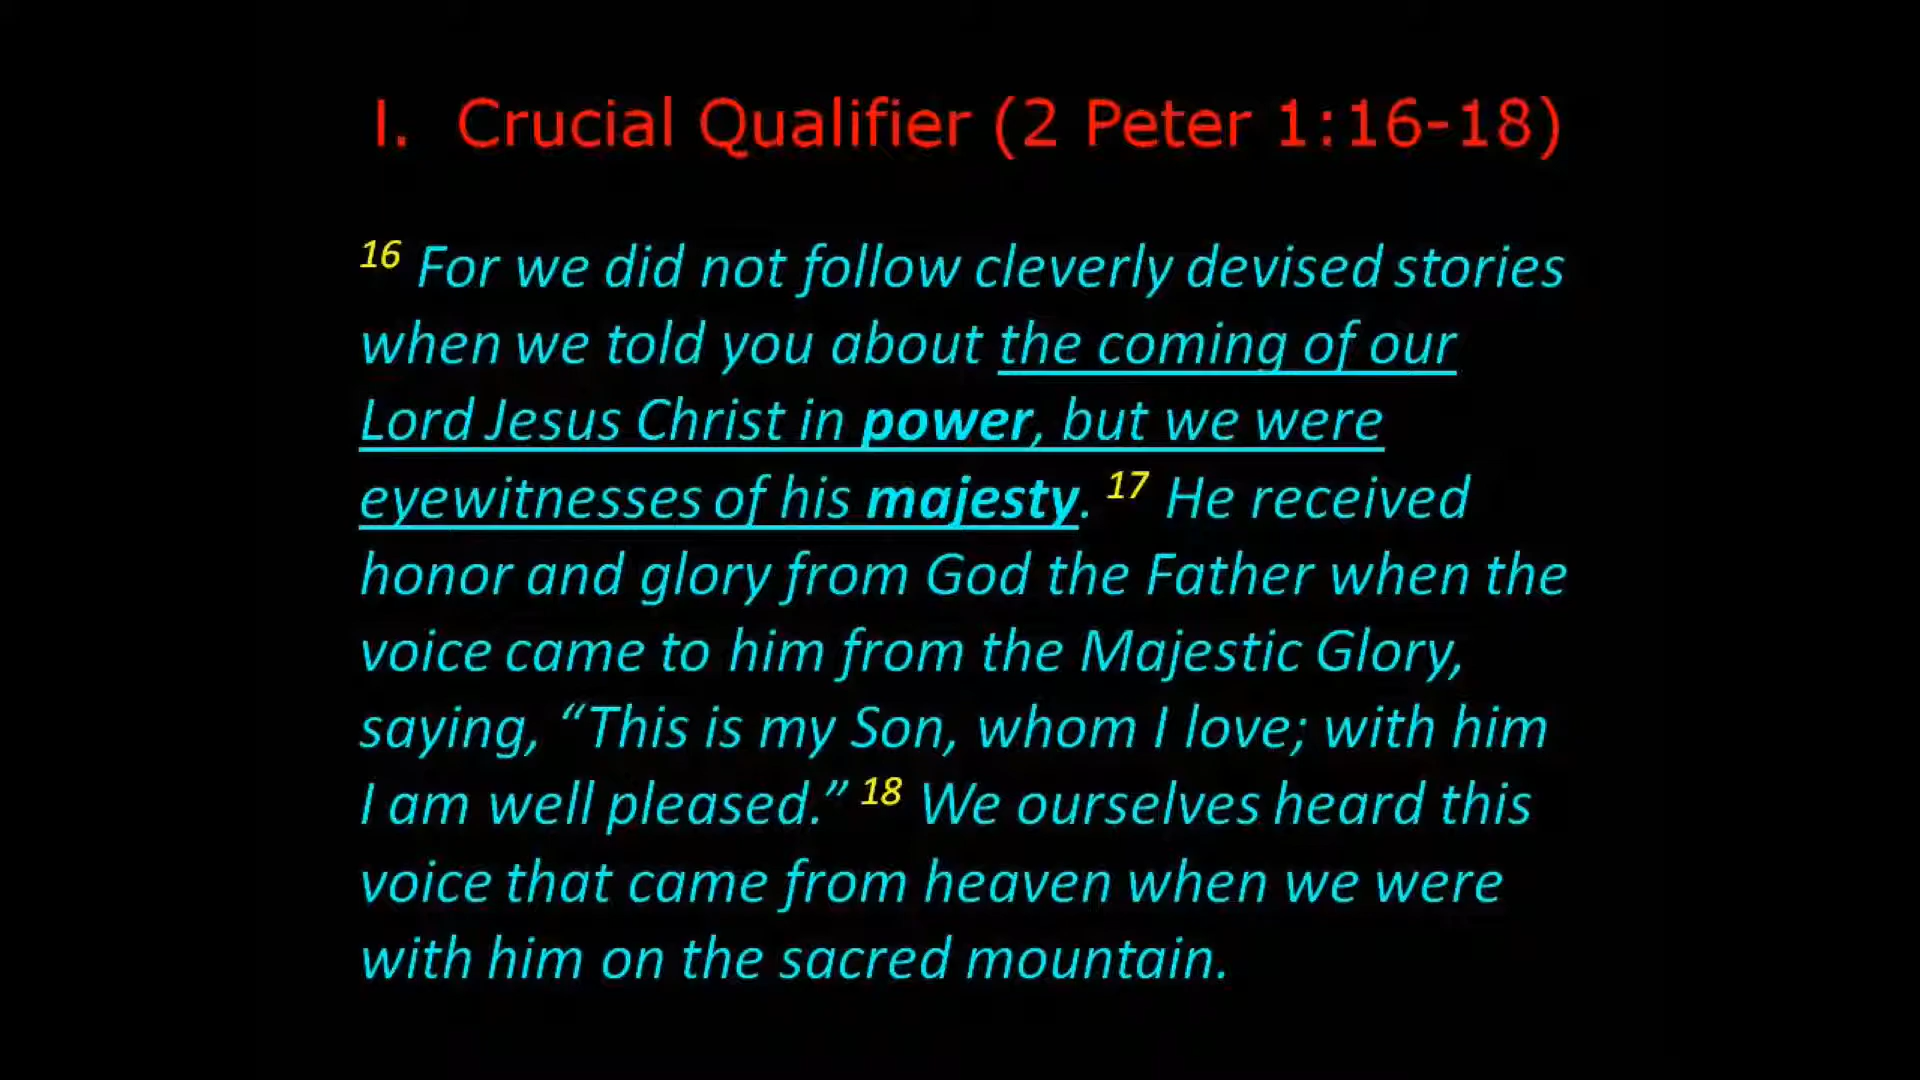 I. Crucial Qualifier (2 Peter 1:16-18)
16 For we did not follow cleverly devised stories
when we told you about the coming of our
Lord Jesus Christ in power, but we were
eyewitnesses of his majesty. 17 He received
honor and glory from God the Father when the
voice came to him from the Majestic Glory,
saying, “This is my Son, whom I love; with him
I am well pleased.” 18 We ourselves heard this
voice that came from heaven when we were
with him on the sacred mountain.